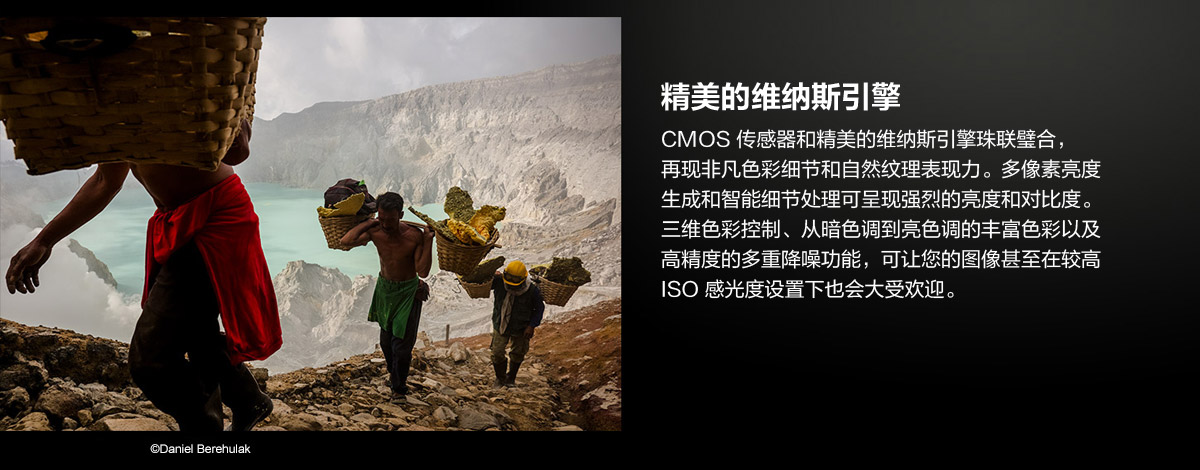 精美的维纳斯引擎
CMOS 传感器和精美的维纳斯引擎珠联璧合，
再现非凡色彩细节和自然纹理表现力。多像素亮度
生成和智能细节处理可呈现强烈的亮度和对比度。
三维色彩控制、从暗色调到亮色调的丰富色彩以及
高精度的多重降噪功能，可让您的图像甚至在较高
ISO 感光度设置下也会大受欢迎。
©Daniel Berehulak